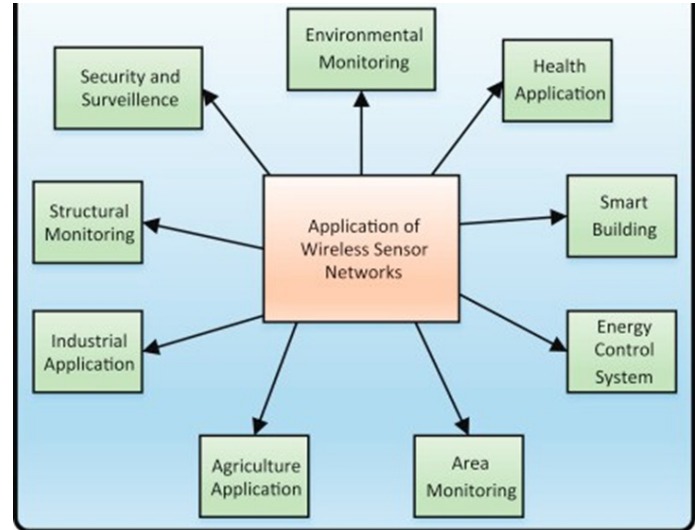 Environmental
Monitoring
Health
Application
Security and
Surveillence
Smart
Building
Structural
Monitoring
Application of
Wireless Sensor
Networks
Energy
Control
System
Industrial
Application
Agriculture
Application
Area
Monitoring